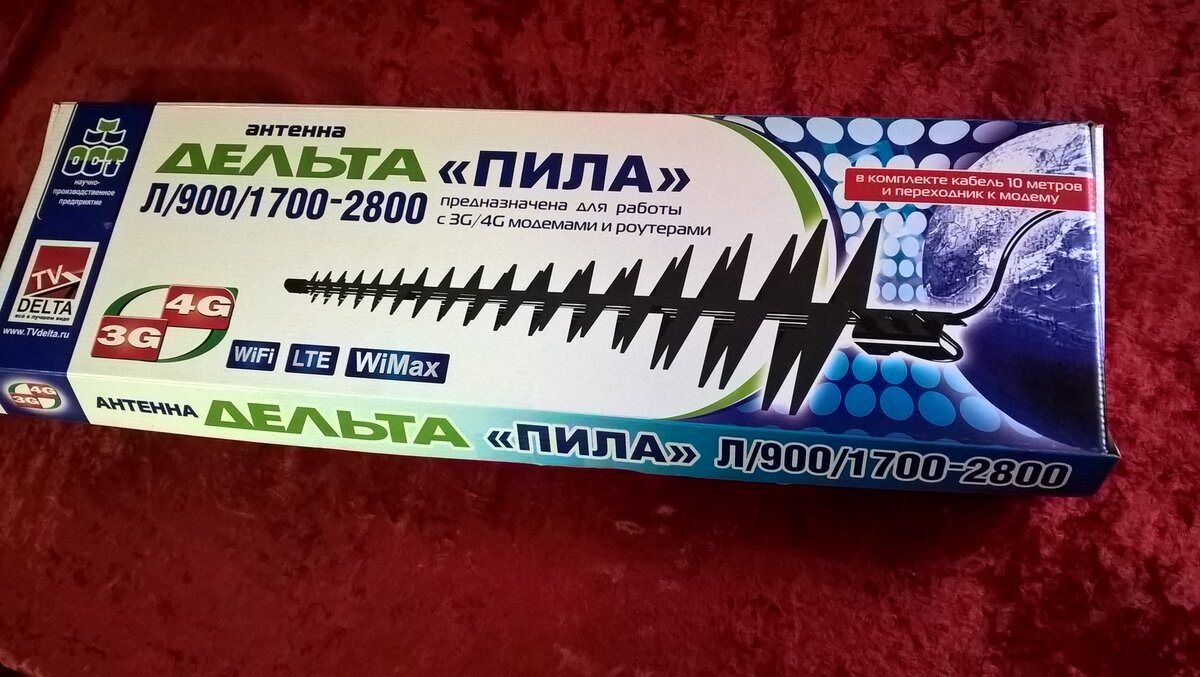 ОСТ
научно-
производственное
предприятие
TV
DELTA
всё в лучшем виде
www.TVdelta.ru
антенна
ДЕЛЬТА «ПИЛА»
Л/900/1700-2800
предназначена для работы
с 3G/4G модемами и роутерами
в комплекте кабель 10 метров
и переходник к модему
4G
3G
WiFi LTE WiMax
4G
3G
АНТЕННА ДЕЛЬТА «ПИЛА» Л/900/1700-2800